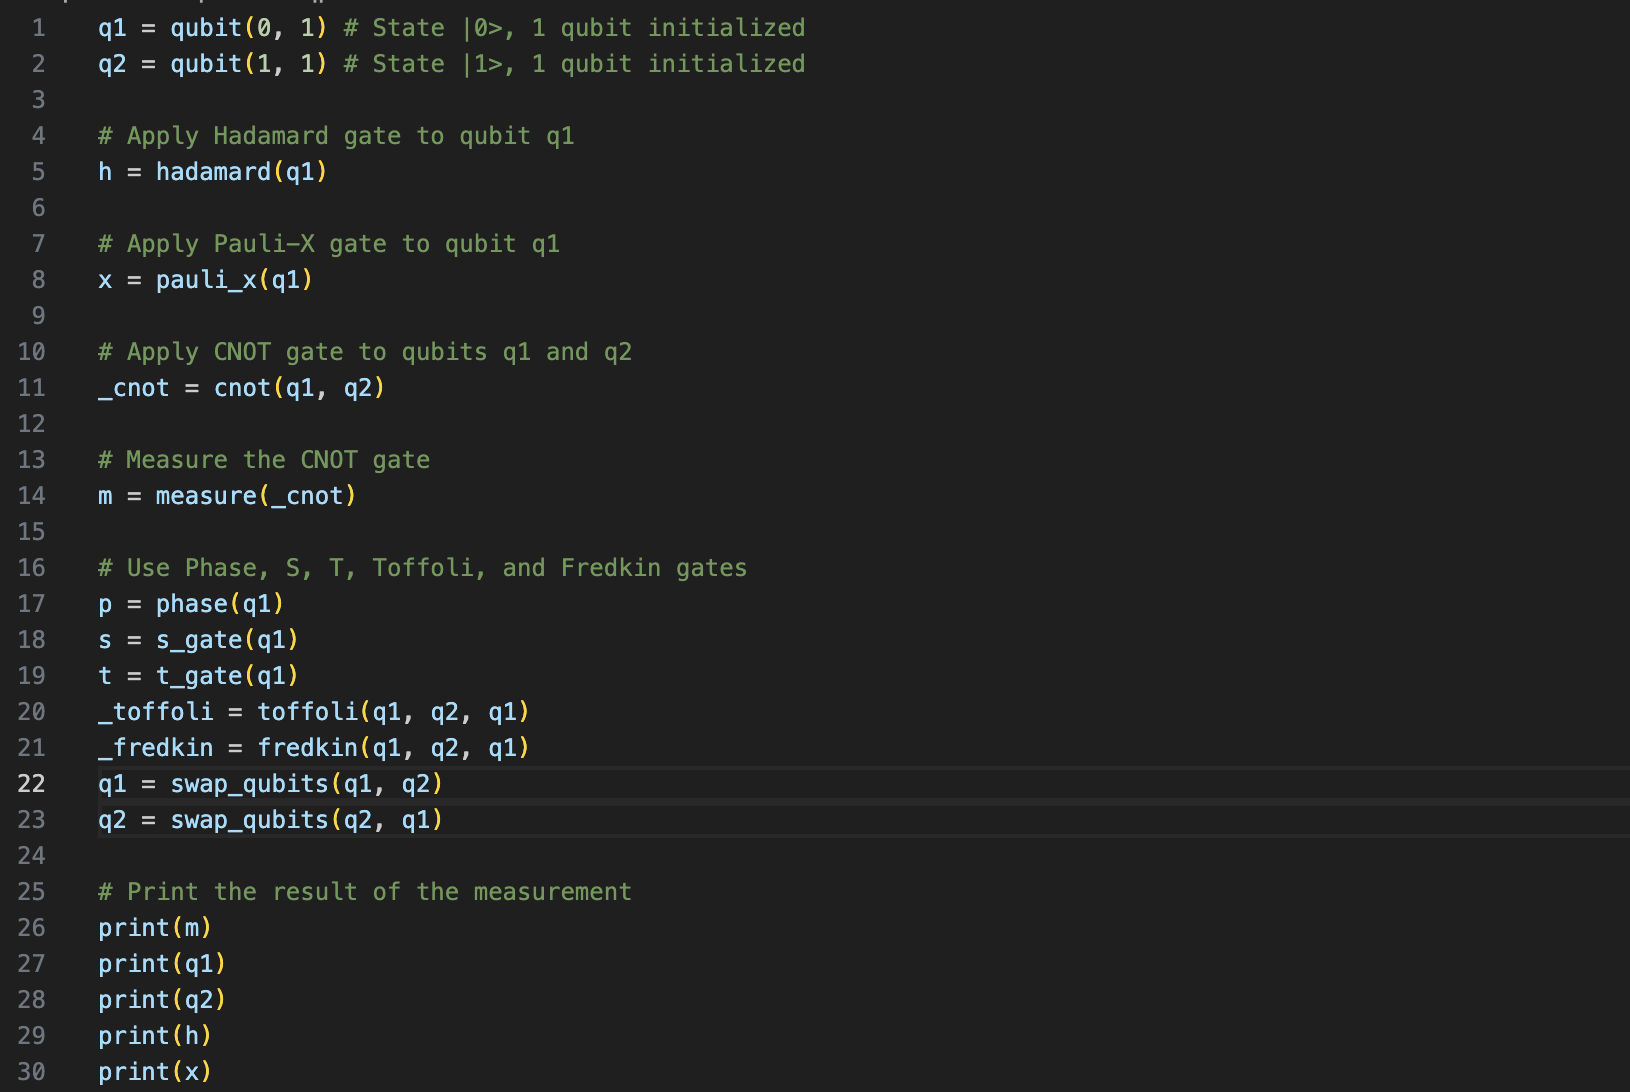 1 q1 = qubit(0, 1) # State |0>, 1 qubit initialized
2 q2 = qubit(1, 1) # State |1>, 1 qubit initialized
3
4 # Apply Hadamard gate to qubit q1
5 h = hadamard(q1)
6
7 # Apply Pauli-X gate to qubit q1
8 x = pauli_x(q1)
9
10 # Apply CNOT gate to qubits q1 and q2
11 _cnot = cnot(q1, q2)
12
13 # Measure the CNOT gate
14 m = measure(_cnot)
15
16 # Use Phase, S, T, Toffoli, and Fredkin gates
17 p = phase(q1)
18 s = s_gate(q1)
19 t = t_gate(q1)
20 _toffoli = toffoli(q1, q2, q1)
21 _fredkin = fredkin(q1, q2, q1)
22 q1 = swap_qubits(q1, q2)
23 q2 = swap_qubits(q2, q1)
24
25 # Print the result of the measurement
26 print(m)
27 print(q1)
28 print(q2)
29 print(h)
30 print(x)